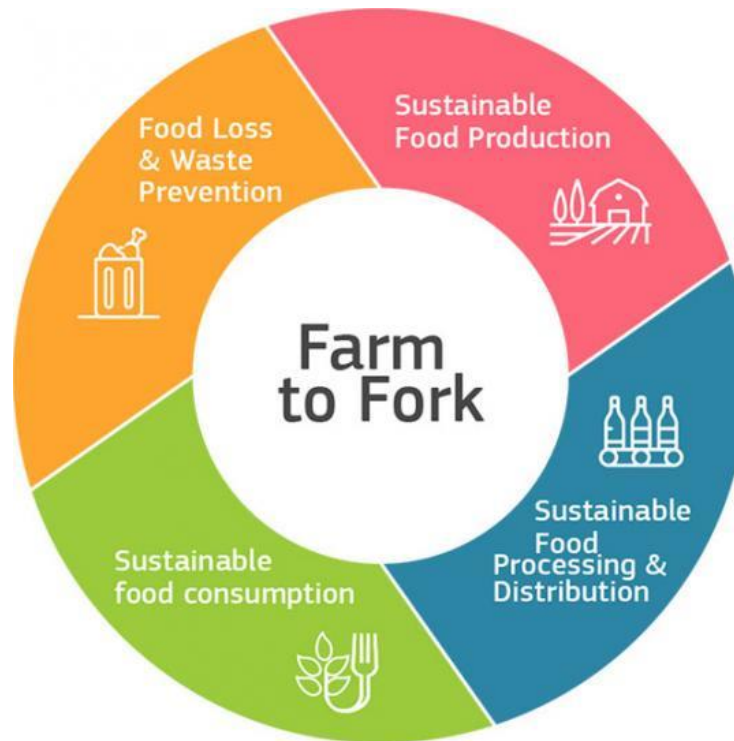 Farm
to Fork
Sustainable
Food Production
Sustainable
Food
Processing &
Distribution
Sustainable
food consumption
Food Loss
& Waste
Prevention